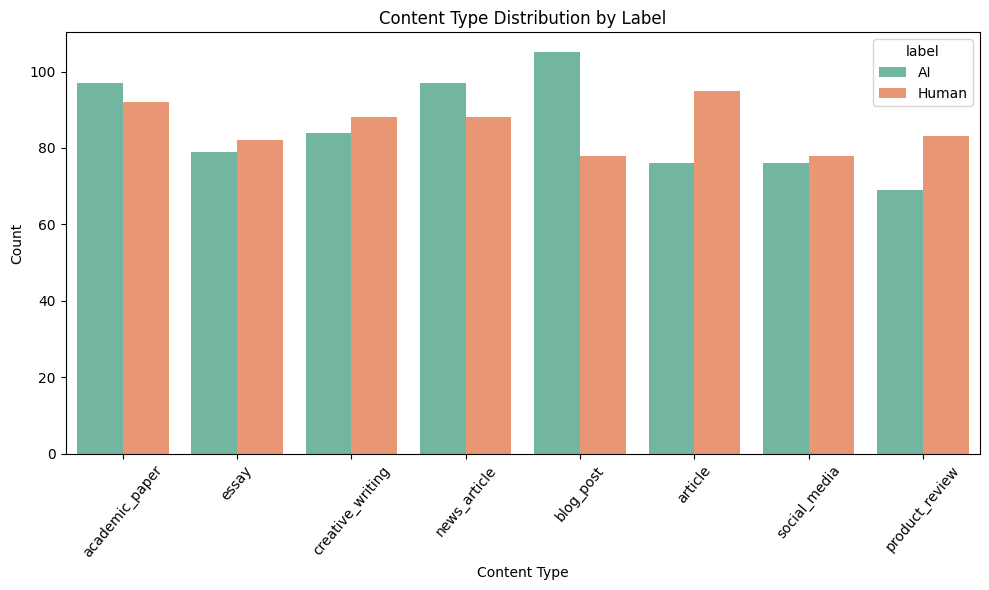 Content Type Distribution by Label
label
AI
Human
Count
100
80
60
40
20
0
academic_paper
essay
creative_writing
news_article
blog_post
article
social_media
product_review
Content Type